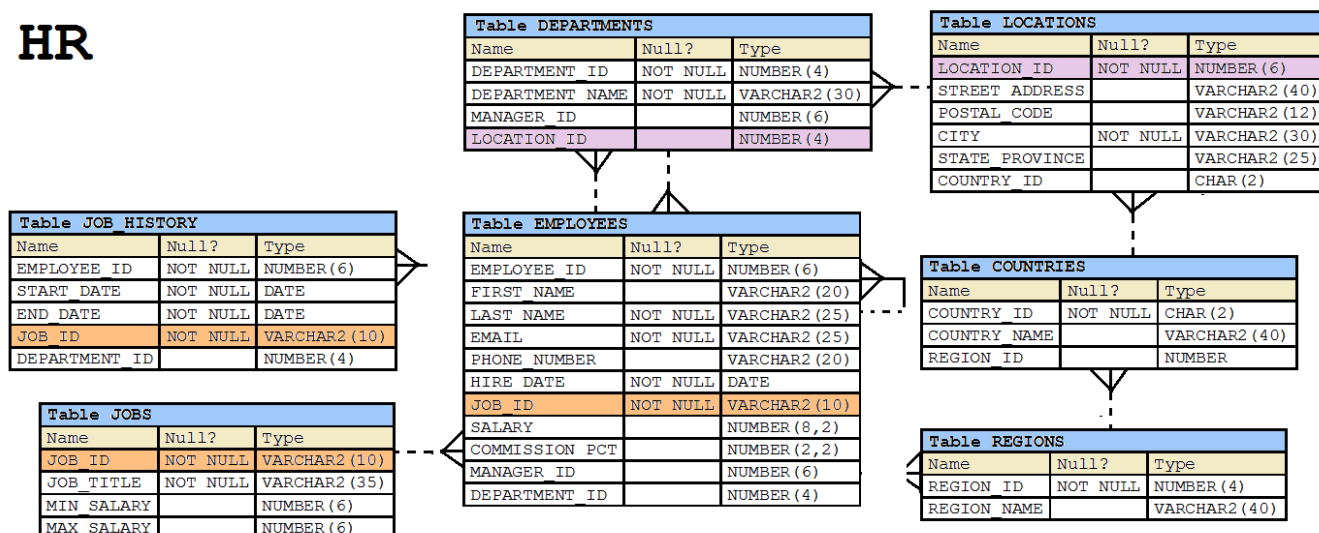 HR
Table DEPARTMENTS
Name Null? Type
DEPARTMENT_ID NOT NULL NUMBER(4)
DEPARTMENT_NAME NOT NULL VARCHAR2(30)
MANAGER_ID NUMBER(6)
LOCATION_ID NUMBER(4)
Table LOCATIONS
Name Null? Type
LOCATION_ID NOT NULL NUMBER(6)
STREET_ADDRESS VARCHAR2(40)
POSTAL_CODE VARCHAR2(12)
CITY NOT NULL VARCHAR2(30)
STATE_PROVINCE VARCHAR2(25)
COUNTRY_ID CHAR(2)
Table JOB_HISTORY
Name Null? Type
EMPLOYEE_ID NOT NULL NUMBER(6)
START_DATE NOT NULL DATE
END_DATE NOT NULL DATE
JOB_ID NOT NULL VARCHAR2(10)
DEPARTMENT_ID NUMBER(4)
Table EMPLOYEES
Name Null? Type
EMPLOYEE_ID NOT NULL NUMBER(6)
FIRST_NAME VARCHAR2(20)
LAST_NAME NOT NULL VARCHAR2(25)
EMAIL NOT NULL VARCHAR2(25)
PHONE_NUMBER VARCHAR2(20)
HIRE_DATE NOT NULL DATE
JOB_ID NOT NULL VARCHAR2(10)
SALARY NUMBER(8,2)
COMMISSION_PCT NUMBER(2,2)
MANAGER_ID NUMBER(6)
DEPARTMENT_ID NUMBER(4)
Table COUNTRIES
Name Null? Type
COUNTRY_ID NOT NULL CHAR(2)
COUNTRY_NAME VARCHAR2(40)
REGION_ID NUMBER
Table JOBS
Name Null? Type
JOB_ID NOT NULL VARCHAR2(10)
JOB_TITLE NOT NULL VARCHAR2(35)
MIN_SALARY NUMBER(6)
MAX_SALARY NUMBER(6)
Table REGIONS
Name Null? Type
REGION_ID NOT NULL NUMBER(4)
REGION_NAME VARCHAR2(40)